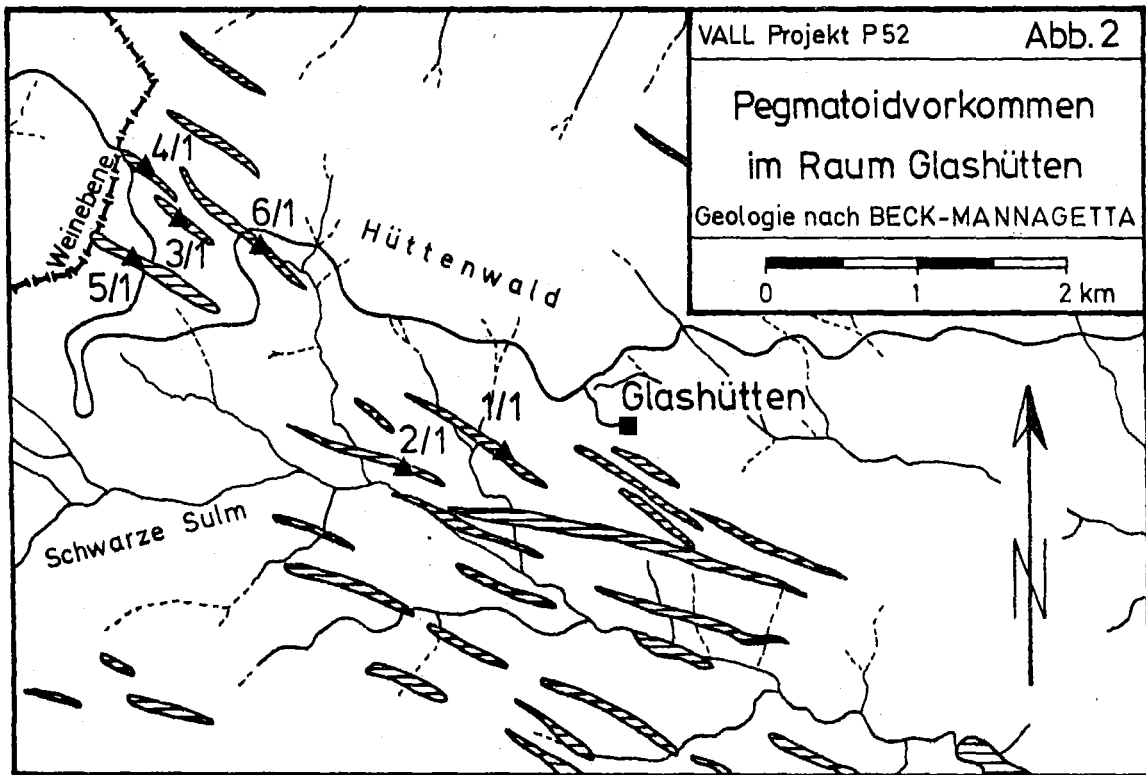 VALL Projekt P52 Abb.2
Pegmatoidvorkommen
im Raum Glashütten
Geologie nach BECK-MANNAGETTA
0 1 2 km
Weinebene
4/1
3/1
5/1
6/1
Hüttenwald
Glashütten
1/1
2/1
Schwarze Sulm
N